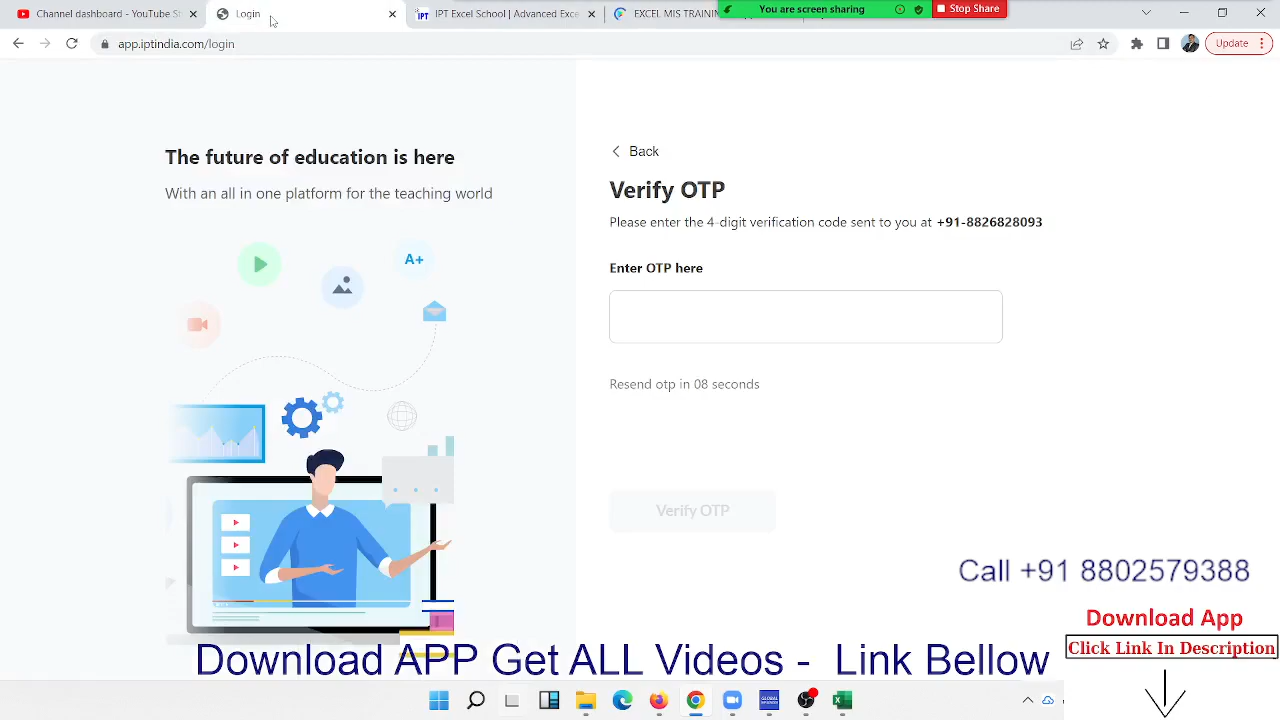 Channel dashboard - YouTube St
Login
IPT
IPT Excel School | Advanced Exce
EXCEL MIS TRAINI
You are screen sharing
Stop Share
app.iptindia.com/login
Update
The future of education is here
With an all in one platform for the teaching world
A+
Back
Verify OTP
Please enter the 4-digit verification code sent to you at +91-8826828093
Enter OTP here
Resend otp in 08 seconds
Verify OTP
Call +91 8802579388
Download App
Click Link In Description
Download APP Get ALL Videos - Link Bellow